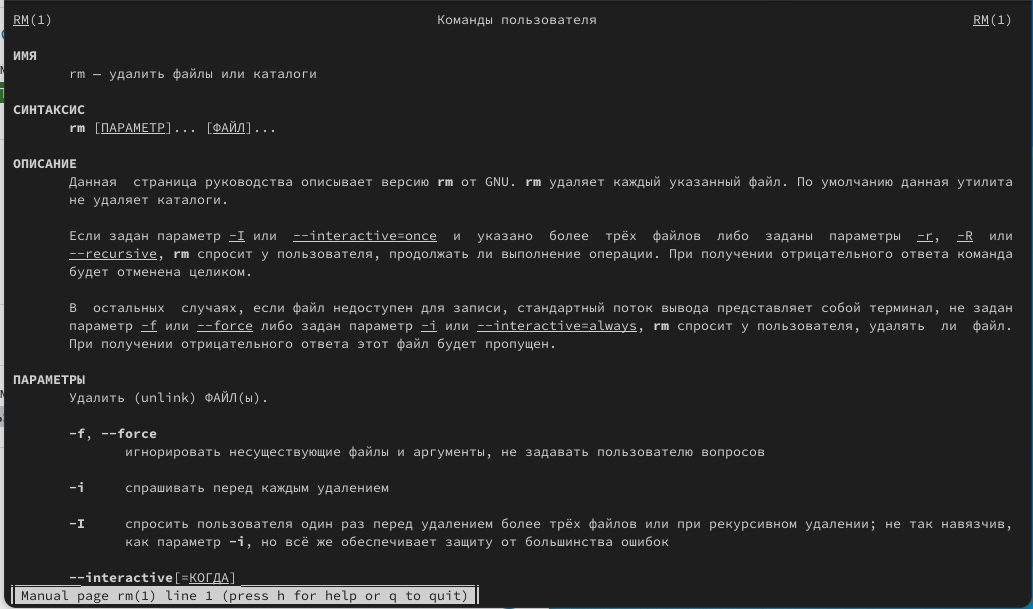 RM(1) Команды пользователя RM(1)
ИМЯ
rm — удалить файлы или каталоги
СИНТАКСИС
rm [ПАРАМЕТР]... [ФАЙЛ]...
ОПИСАНИЕ
Данная страница руководства описывает версию rm от GNU. rm удаляет каждый указанный файл. По умолчанию данная утилита
не удаляет каталоги.
Если задан параметр -I или --interactive=once и указано более трёх файлов либо заданы параметры -r, -R или
--recursive, rm спросит у пользователя, продолжать ли выполнение операции. При получении отрицательного ответа команда
будет отменена целиком.
В остальных случаях, если файл недоступен для записи, стандартный поток вывода представляет собой терминал, не задан
параметр -f или --force либо задан параметр -i или --interactive=always, rm спросит у пользователя, удалять ли файл.
При получении отрицательного ответа этот файл будет пропущен.
ПАРАМЕТРЫ
Удалить (unlink) ФАЙЛ(ы).
-f, --force
игнорировать несуществующие файлы и аргументы, не задавать пользователю вопросов
-i спрашивать перед каждым удалением
-I спросить пользователя один раз перед удалением более трёх файлов или при рекурсивном удалении; не так навязчив,
как параметр -i, но всё же обеспечивает защиту от большинства ошибок
--interactive[=КОГДА]
Manual page rm(1) line 1 (press h for help or q to quit)